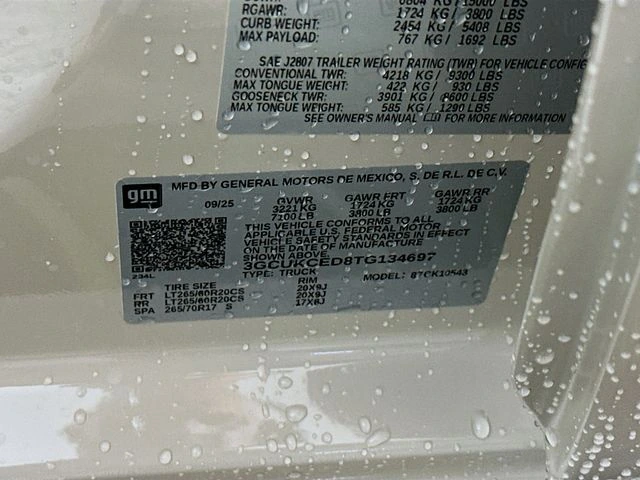 RGAWR: 1724 KG / 3800 LBS
CURB WEIGHT: 2454 KG / 5408 LBS
MAX PAYLOAD: 767 KG / 1692 LBS
SAE J2807 TRAILER WEIGHT RATING (TWR) FOR VEHICLE CONFIG
CONVENTIONAL TWR: 4218 KG / 9300 LBS
MAX TONGUE WEIGHT: 422 KG / 930 LBS
GOOSENECK TWR: 3901 KG / 8600 LBS
MAX TONGUE WEIGHT: 585 KG / 1290 LBS
SEE OWNER'S MANUAL FOR MORE INFORMATION
gm MFD BY GENERAL MOTORS DE MEXICO, S. DE R.L. DE C.V.
09/25 GVWR GAWR FRT GAWR RR
3221 KG 1724 KG 1724 KG
7100 LB 3800 LB 3800 LB
THIS VEHICLE CONFORMS TO ALL
APPLICABLE U.S. FEDERAL MOTOR
VEHICLE SAFETY STANDARDS IN EFFECT
ON THE DATE OF MANUFACTURE
3GCUKCED8TG134697
234L TYPE: TRUCK MODEL: 87CK10543
TIRE SIZE RIM
FRT LT265/60R20CS 20X9J
RR LT265/60R20CS 20X9J
SPA 265/70R17 S 17X8J